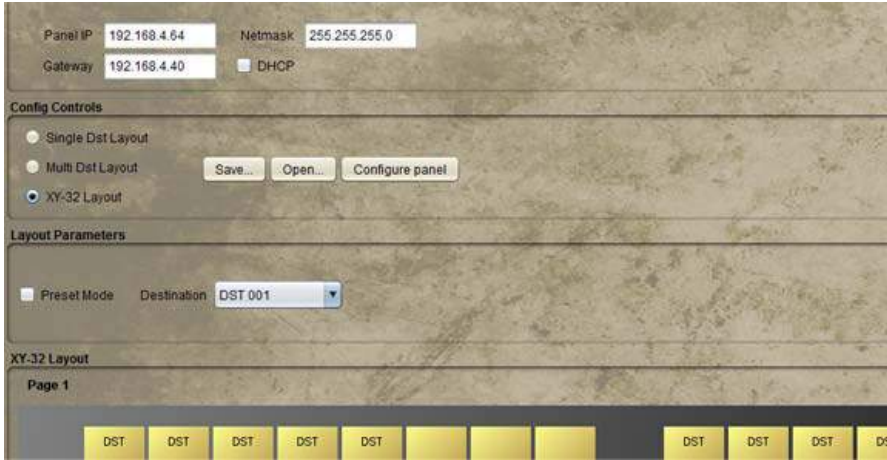 Panel IP 192.168.4.64 Netmask 255.255.255.0
Gateway 192.168.4.40 DHCP
Config Controls
Single Dst Layout
Multi Dst Layout Save... Open... Configure panel
XY-32 Layout
Layout Parameters
Preset Mode Destination DST 001
XY-32 Layout
Page 1
DST DST DST DST DST DST DST DST